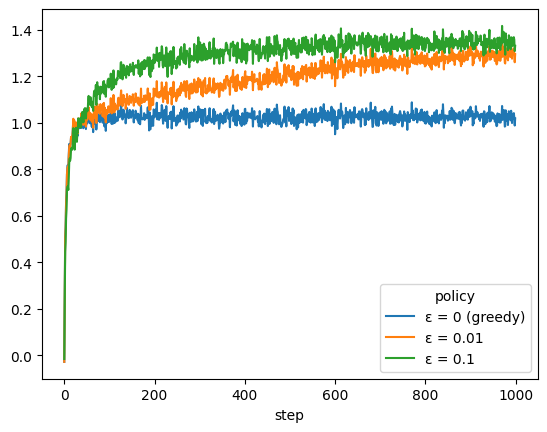 1.4
1.2
1.0
0.8
0.6
0.4
0.2
0.0
policy
ε = 0 (greedy)
ε = 0.01
ε = 0.1
0 200 400 600 800 1000
step